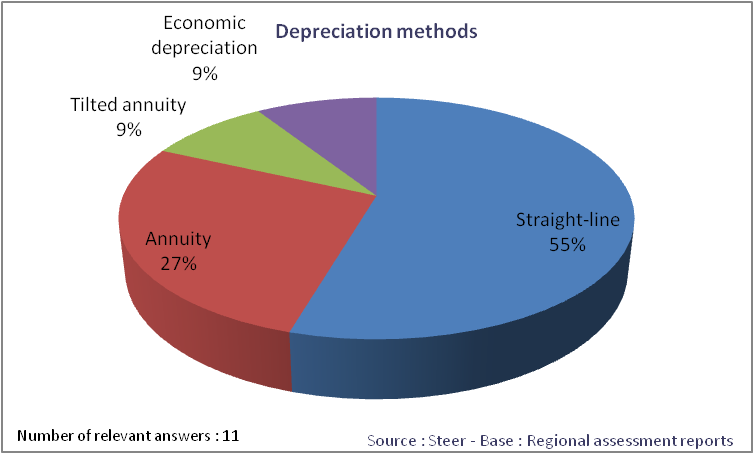 Depreciation methods
Economic
depreciation
9%
Tilted annuity
9%
Annuity
27%
Straight-line
55%
Number of relevant answers : 11
Source : Steer - Base : Regional assessment reports